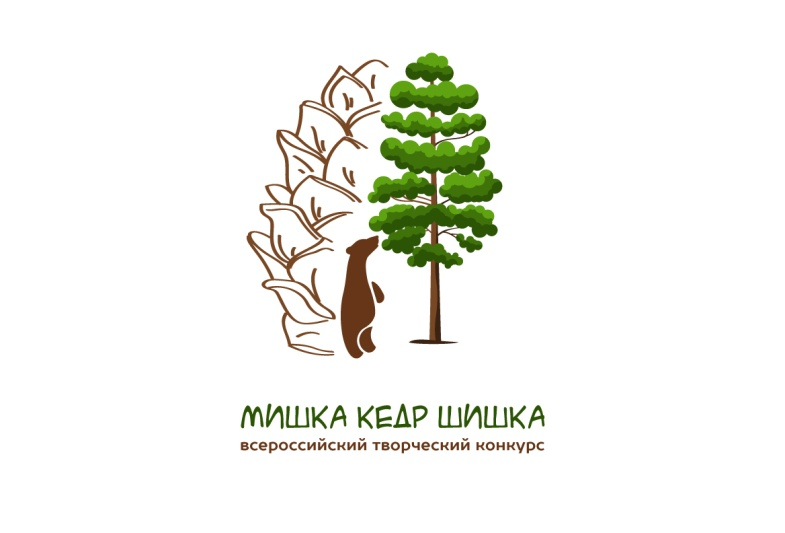 МИШКА КЕДР ШИШКА
всероссийский творческий конкурс